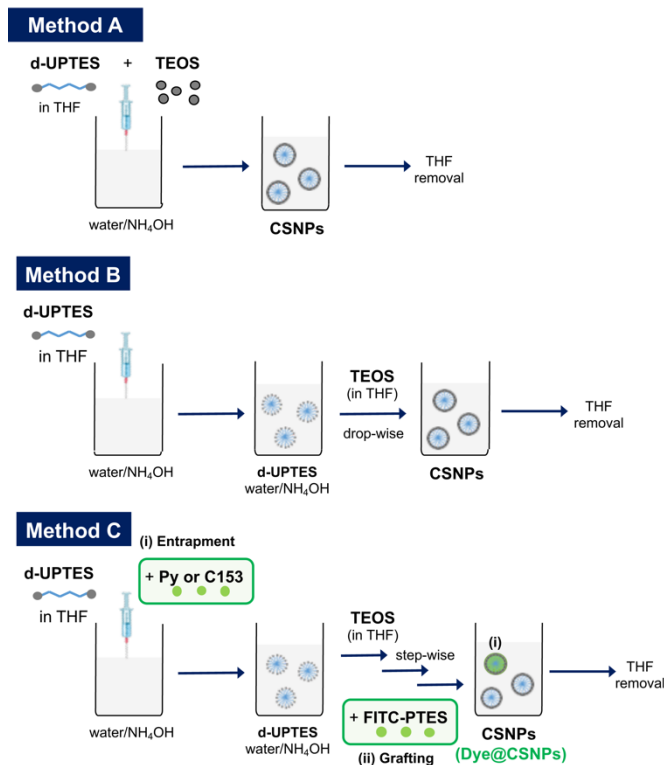 Method A
d-UPTES + TEOS
in THF
water/NH₄OH
CSNPs
THF
removal
Method B
d-UPTES
in THF
water/NH₄OH
d-UPTES
water/NH₄OH
TEOS
(in THF)
drop-wise
CSNPs
THF
removal
Method C
(i) Entrapment
d-UPTES
in THF
+ Py or C153
water/NH₄OH
d-UPTES
water/NH₄OH
TEOS
(in THF)
step-wise
+ FITC-PTES
(ii) Grafting
(i)
CSNPs
(Dye@CSNPs)
THF
removal